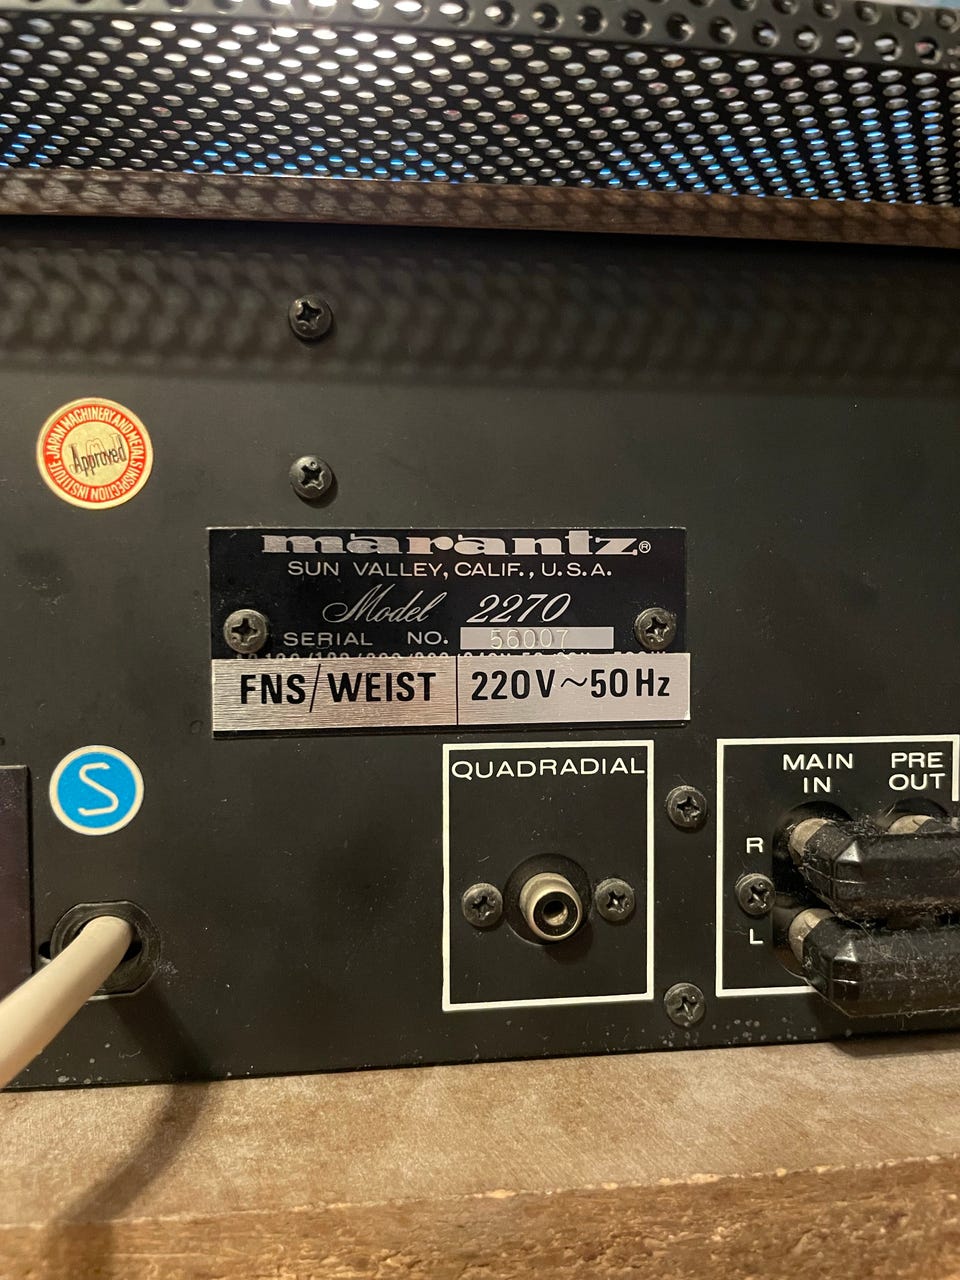 JAPAN MACHINERY AND METALS INSPECTION INSTITUTE
Approved
marantz®
SUN VALLEY, CALIF., U.S.A.
Model 2270
SERIAL NO. 56007
FNS/WEIST 220V~50Hz
S
QUADRADIAL
MAIN IN
PRE OUT
R
L